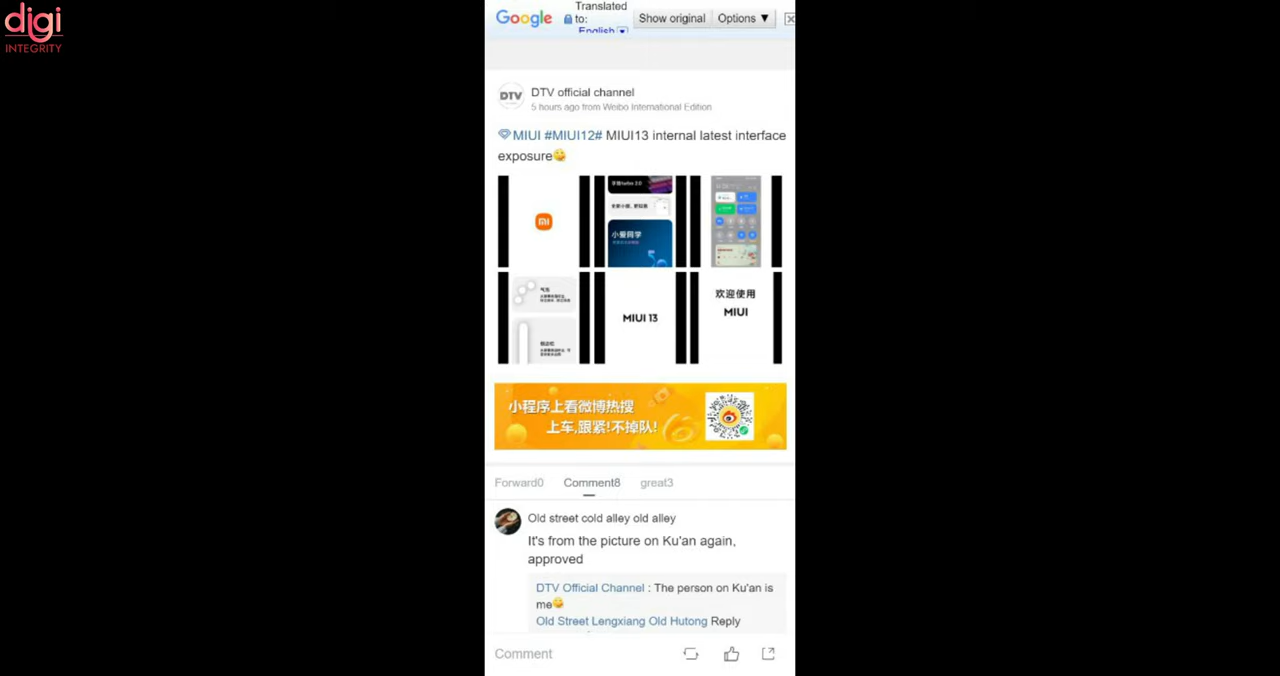 digi
INTEGRITY
Google
Translated to: English
Show original
Options ▼
DTV
DTV official channel
5 hours ago from Weibo International Edition
MIUI #MIUI12# MIUI13 internal latest interface
exposure
小爱同学
MIUI 13
欢迎使用
MIUI
小程序上看微博热搜
上车,跟紧!不掉队!
Forward0 Comment8 great3
Old street cold alley old alley
It's from the picture on Ku'an again,
approved
DTV Official Channel : The person on Ku'an is
me
Old Street Lengxiang Old Hutong Reply
Comment